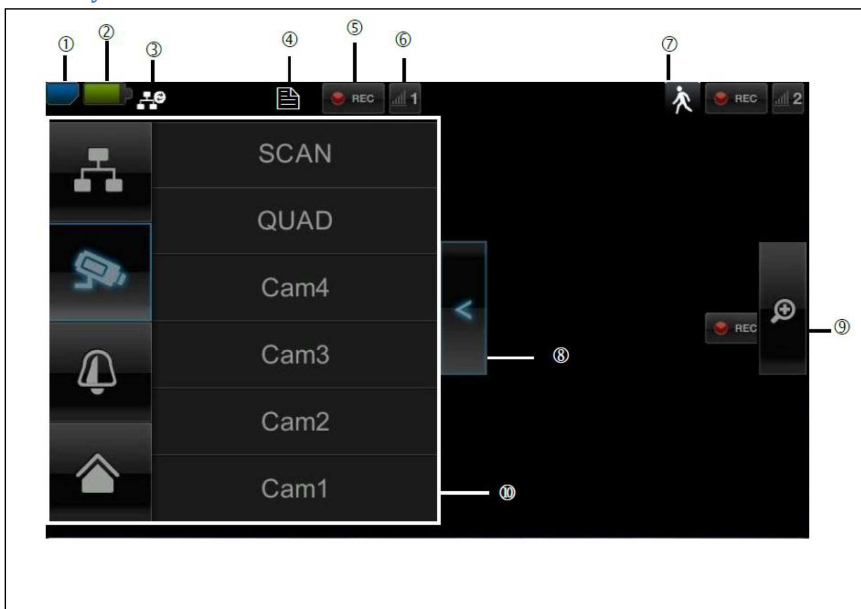 ① ② ③ ④ ⑤ ⑥ ⑦
REC 1 REC 2
SCAN
QUAD
Cam4
<
REC ⑨
Cam3
⑧
Cam2
Cam1 ⑩